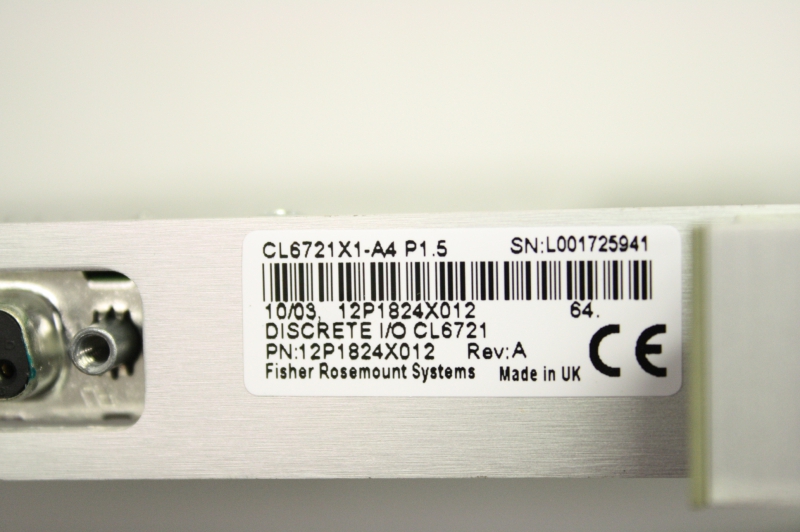 CL6721X1-A4 P1.5 SN:L001725941
10/03, 12P1824X012 64.
DISCRETE I/O CL6721
PN:12P1824X012 Rev:A
Fisher Rosemount Systems Made in UK
CE